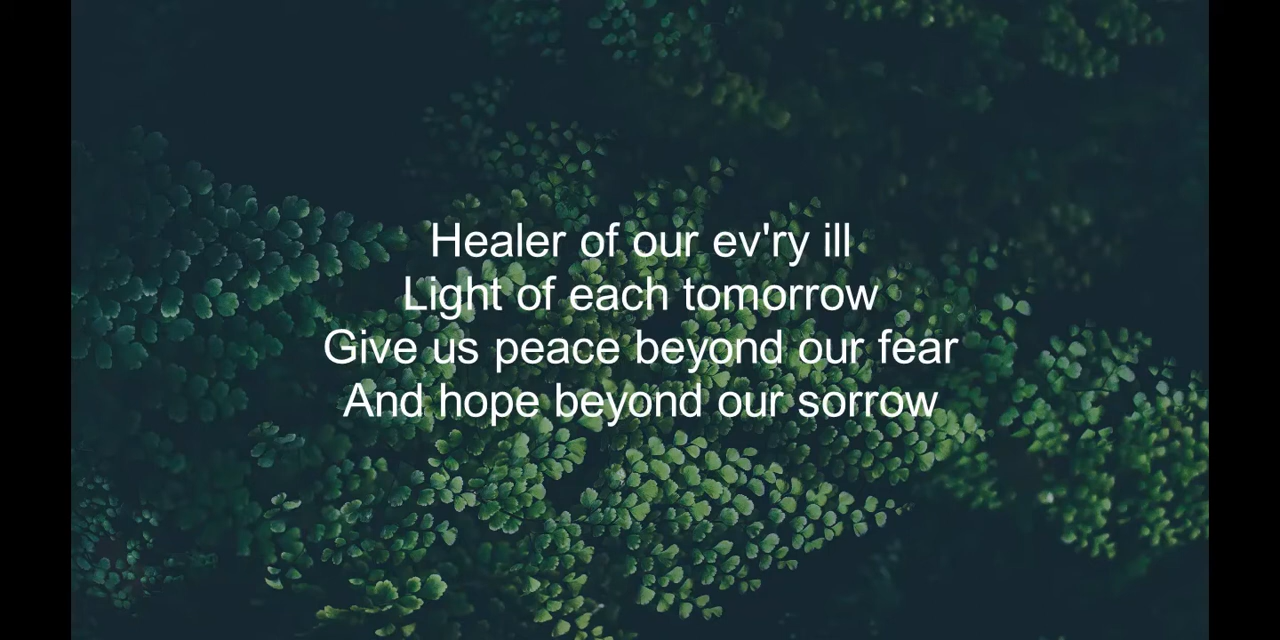 Healer of our ev'ry ill
Light of each tomorrow
Give us peace beyond our fear
And hope beyond our sorrow